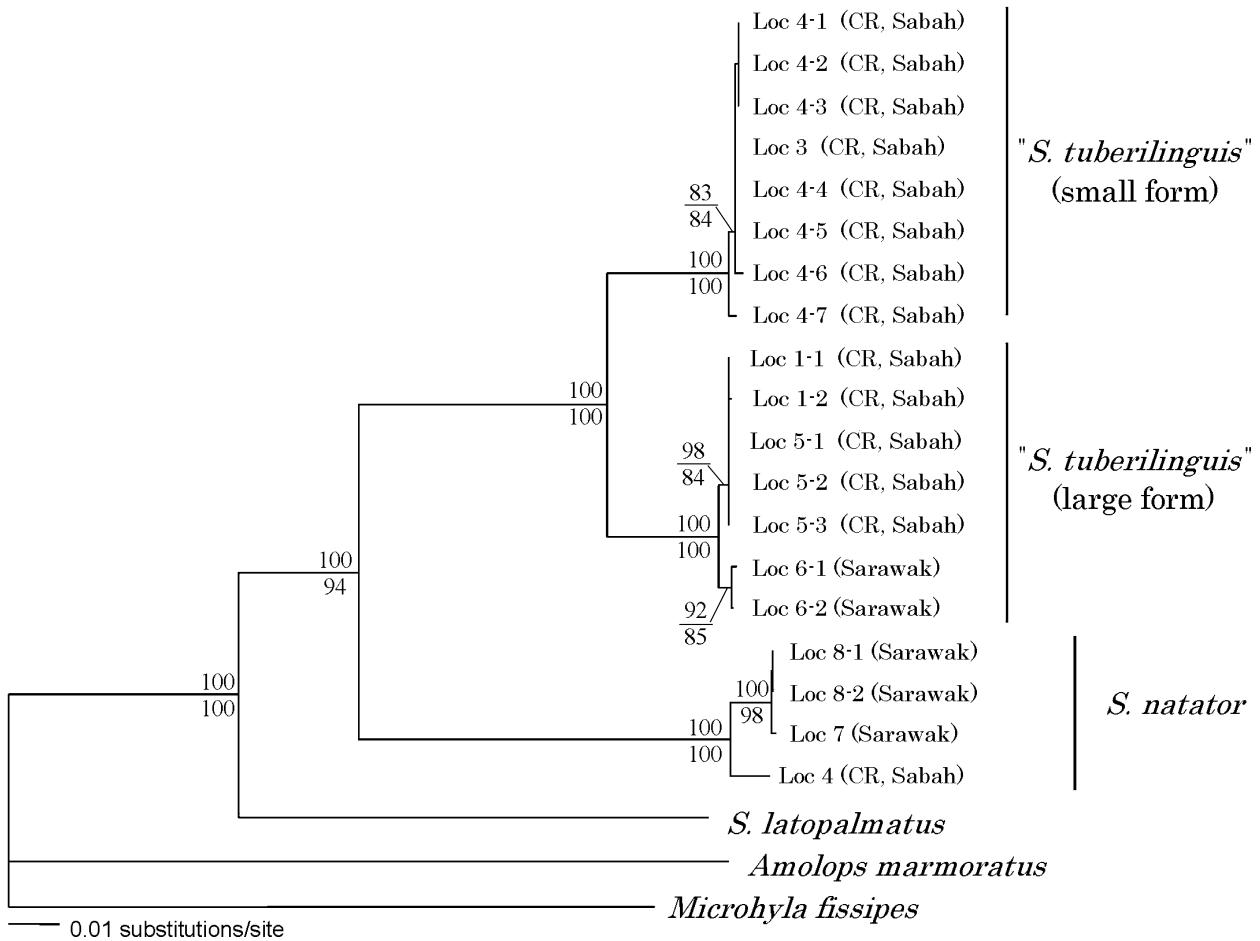 Loc 4-1 (CR, Sabah)
Loc 4-2 (CR, Sabah)
Loc 4-3 (CR, Sabah)
Loc 3 (CR, Sabah)
Loc 4-4 (CR, Sabah)
Loc 4-5 (CR, Sabah)
Loc 4-6 (CR, Sabah)
Loc 4-7 (CR, Sabah)
"S. tuberilinguis"
(small form)
83
84
100
100
Loc 1-1 (CR, Sabah)
Loc 1-2 (CR, Sabah)
Loc 5-1 (CR, Sabah)
Loc 5-2 (CR, Sabah)
Loc 5-3 (CR, Sabah)
Loc 6-1 (Sarawak)
Loc 6-2 (Sarawak)
"S. tuberilinguis"
(large form)
100
100
98
84
100
100
92
85
100
94
Loc 8-1 (Sarawak)
Loc 8-2 (Sarawak)
Loc 7 (Sarawak)
Loc 4 (CR, Sabah)
S. natator
100
98
100
100
100
100
S. latopalmatus
Amolops marmoratus
Microhyla fissipes
0.01 substitutions/site